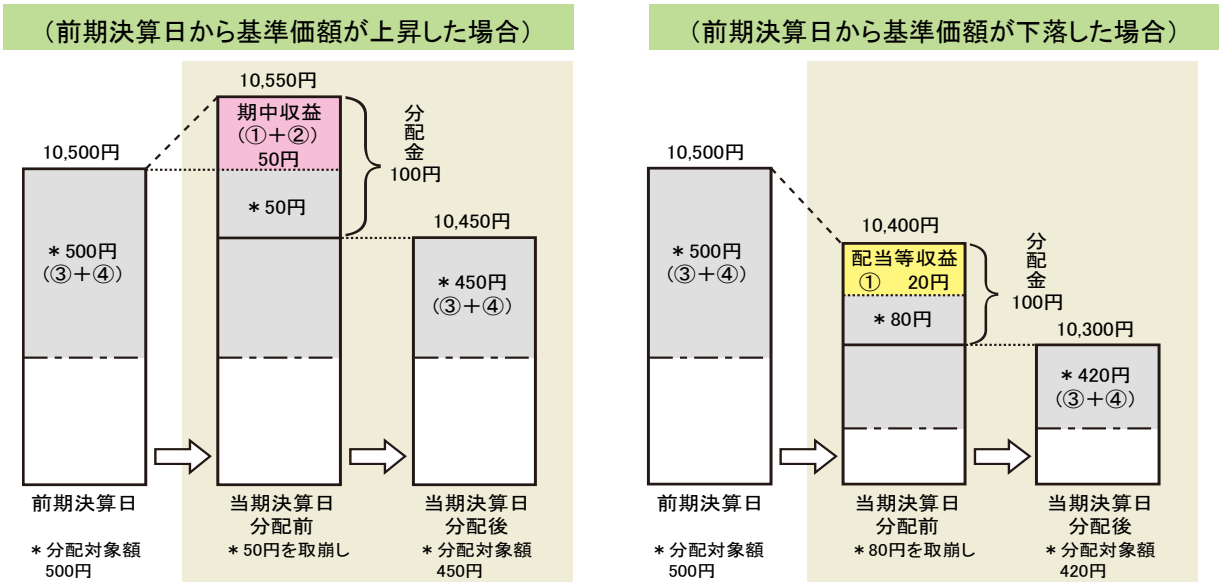 （前期決算日から基準価額が上昇した場合）
10,550円
期中収益
（①＋②）
50円
分配金
100円
10,500円
＊50円
10,450円
＊500円
（③＋④）
＊450円
（③＋④）
前期決算日
当期決算日
分配前
当期決算日
分配後
＊分配対象額
500円
＊50円を取崩し
＊分配対象額
450円
（前期決算日から基準価額が下落した場合）
10,500円
10,400円
＊500円
（③＋④）
配当等収益
① 20円
分配金
100円
＊80円
10,300円
＊420円
（③＋④）
前期決算日
当期決算日
分配前
当期決算日
分配後
＊分配対象額
500円
＊80円を取崩し
＊分配対象額
420円